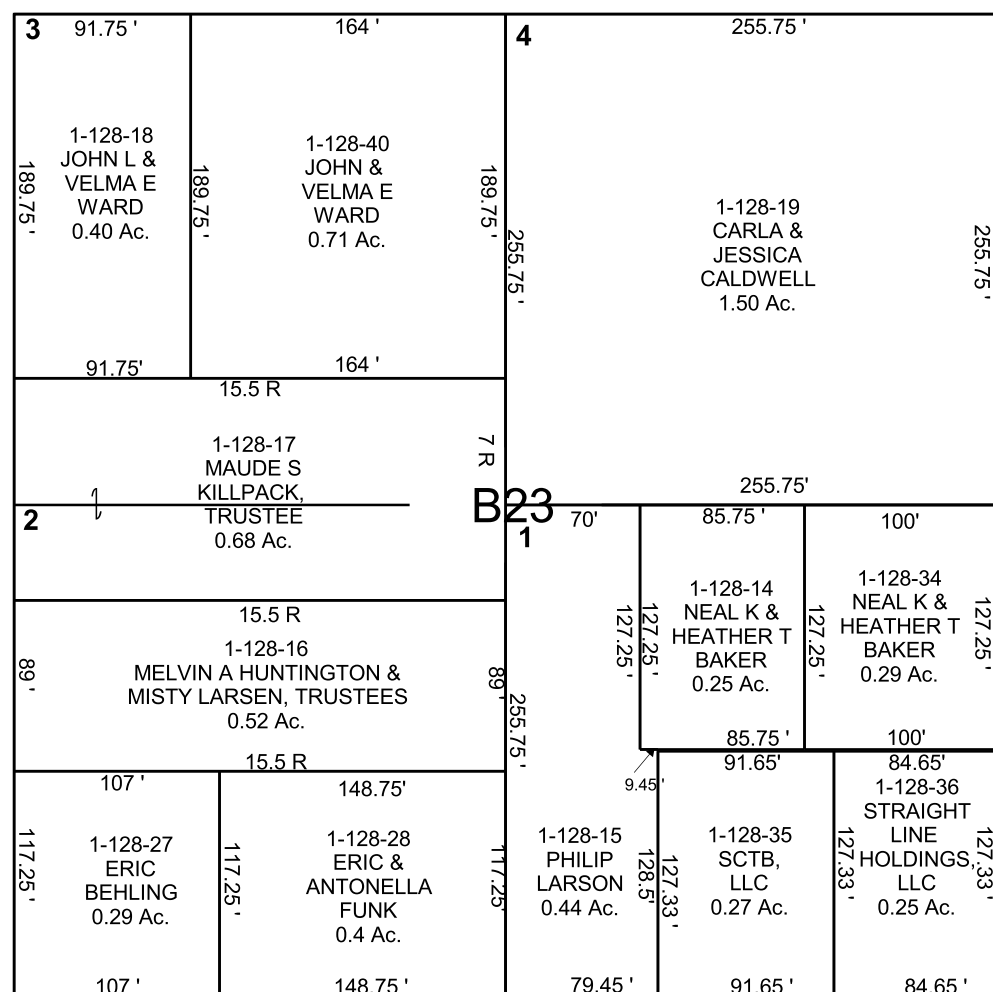 3
91.75 '
164 '
4
255.75 '
1-128-18
JOHN L &
VELMA E
WARD
0.40 Ac.
189.75 '
189.75 '
1-128-40
JOHN &
VELMA E
WARD
0.71 Ac.
189.75 '
255.75 '
1-128-19
CARLA &
JESSICA
CALDWELL
1.50 Ac.
255.75 '
91.75'
164 '
15.5 R
1-128-17
MAUDE S
KILLPACK,
TRUSTEE
0.68 Ac.
7 R
255.75'
B23
2
1
70'
85.75 '
100'
1-128-14
NEAL K &
HEATHER T
BAKER
0.25 Ac.
127.25 '
127.25 '
127.25 '
1-128-34
NEAL K &
HEATHER T
BAKER
0.29 Ac.
127.25 '
15.5 R
1-128-16
MELVIN A HUNTINGTON &
MISTY LARSEN, TRUSTEES
0.52 Ac.
89 '
89 '
255.75 '
15.5 R
85.75 '
100'
91.65'
84.65'
9.45'
107 '
148.75'
1-128-27
ERIC
BEHLING
0.29 Ac.
117.25 '
117.25 '
1-128-28
ERIC &
ANTONELLA
FUNK
0.4 Ac.
117.25'
1-128-15
PHILIP
LARSON
0.44 Ac.
128.5'
127.33 '
1-128-35
SCTB,
LLC
0.27 Ac.
127.33 '
1-128-36
STRAIGHT
LINE
HOLDINGS,
LLC
0.25 Ac.
127.33 '
107 '
148.75 '
79.45 '
91.65 '
84.65 '